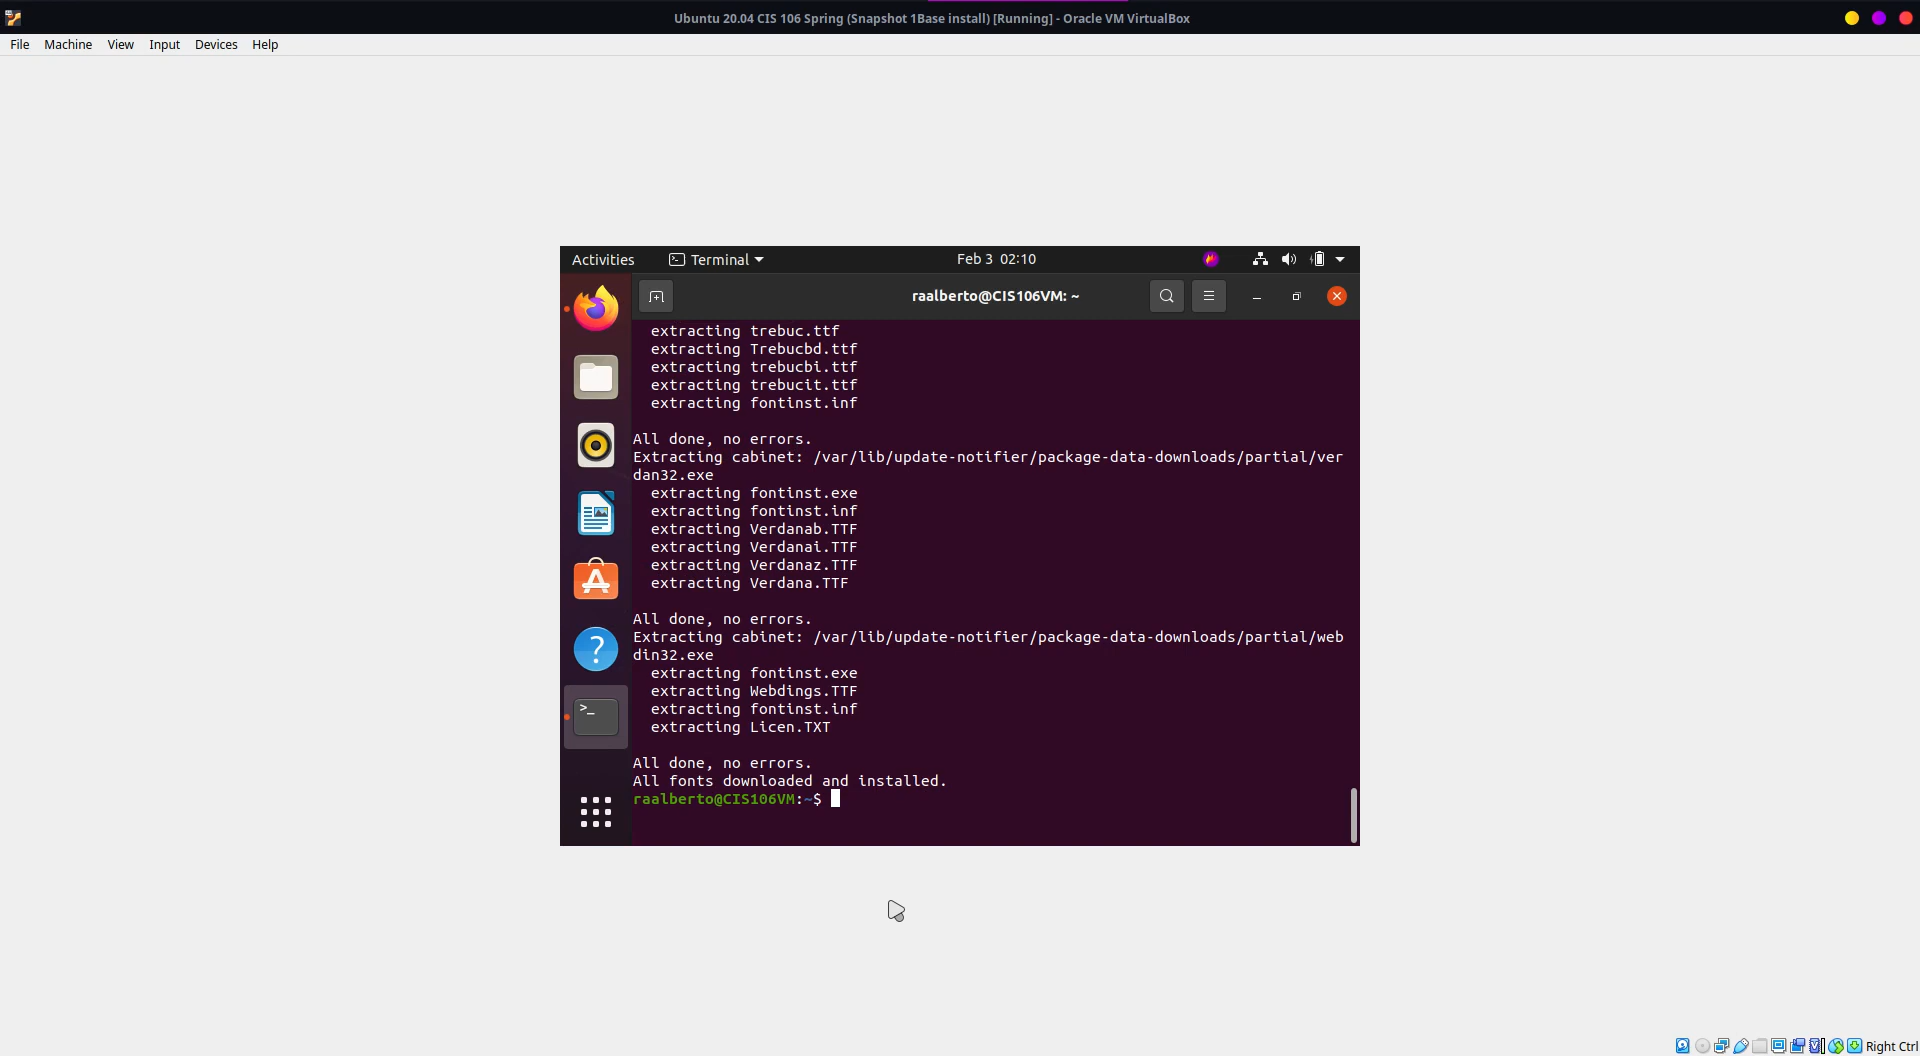 Ubuntu 20.04 CIS 106 Spring (Snapshot 1Base install) [Running] - Oracle VM VirtualBox
File Machine View Input Devices Help
Activities Terminal Feb 3 02:10
raalberto@CIS106VM: ~
extracting trebuc.ttf
extracting Trebucbd.ttf
extracting trebucbi.ttf
extracting trebucit.ttf
extracting fontinst.inf
All done, no errors.
Extracting cabinet: /var/lib/update-notifier/package-data-downloads/partial/ver
dan32.exe
extracting fontinst.exe
extracting fontinst.inf
extracting Verdanab.TTF
extracting Verdanai.TTF
extracting Verdanaz.TTF
extracting Verdana.TTF
All done, no errors.
Extracting cabinet: /var/lib/update-notifier/package-data-downloads/partial/web
din32.exe
extracting fontinst.exe
extracting Webdings.TTF
extracting fontinst.inf
extracting Licen.TXT
All done, no errors.
All fonts downloaded and installed.
raalberto@CIS106VM:~$
Right Ctrl